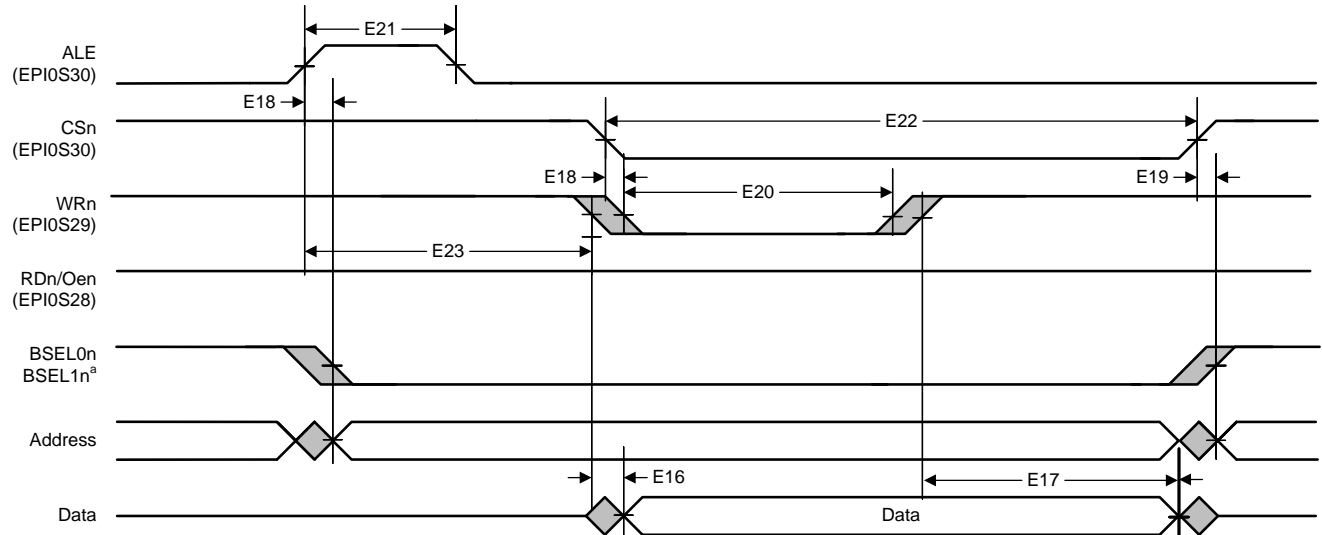 E21
ALE
(EPI0S30)
E18
CSn
(EPI0S30)
E22
E18
E20
E19
WRn
(EPI0S29)
E23
RDn/Oen
(EPI0S28)
BSEL0n
BSEL1nᵃ
Address
E16
E17
Data
Data